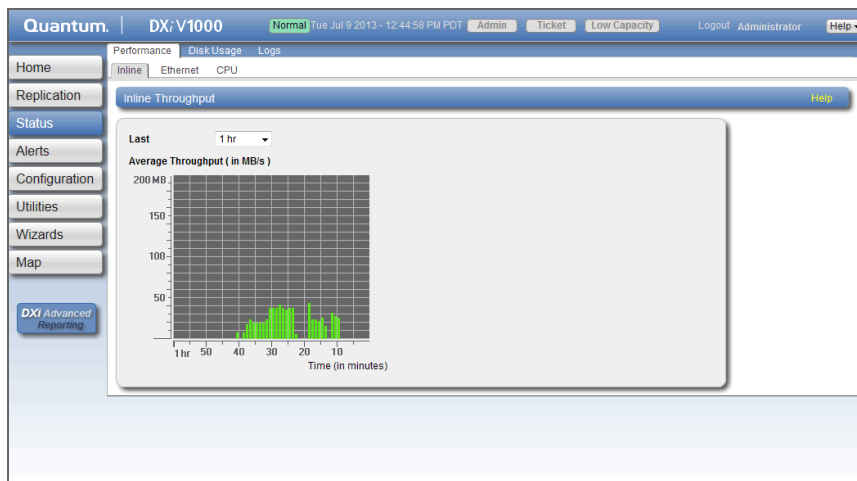 Quantum. | DXi V1000 Normal Tue Jul 9 2013 - 12:44:58 PM PDT Admin Ticket Low Capacity Logout Administrator Help
Performance Disk Usage Logs
Inline Ethernet CPU
Home
Replication
Status
Alerts
Configuration
Utilities
Wizards
Map
DXi Advanced
Reporting
Inline Throughput Help
Last 1 hr
Average Throughput ( in MB/s )
200 MB
150
100
50
1 hr 50 40 30 20 10
Time (in minutes)